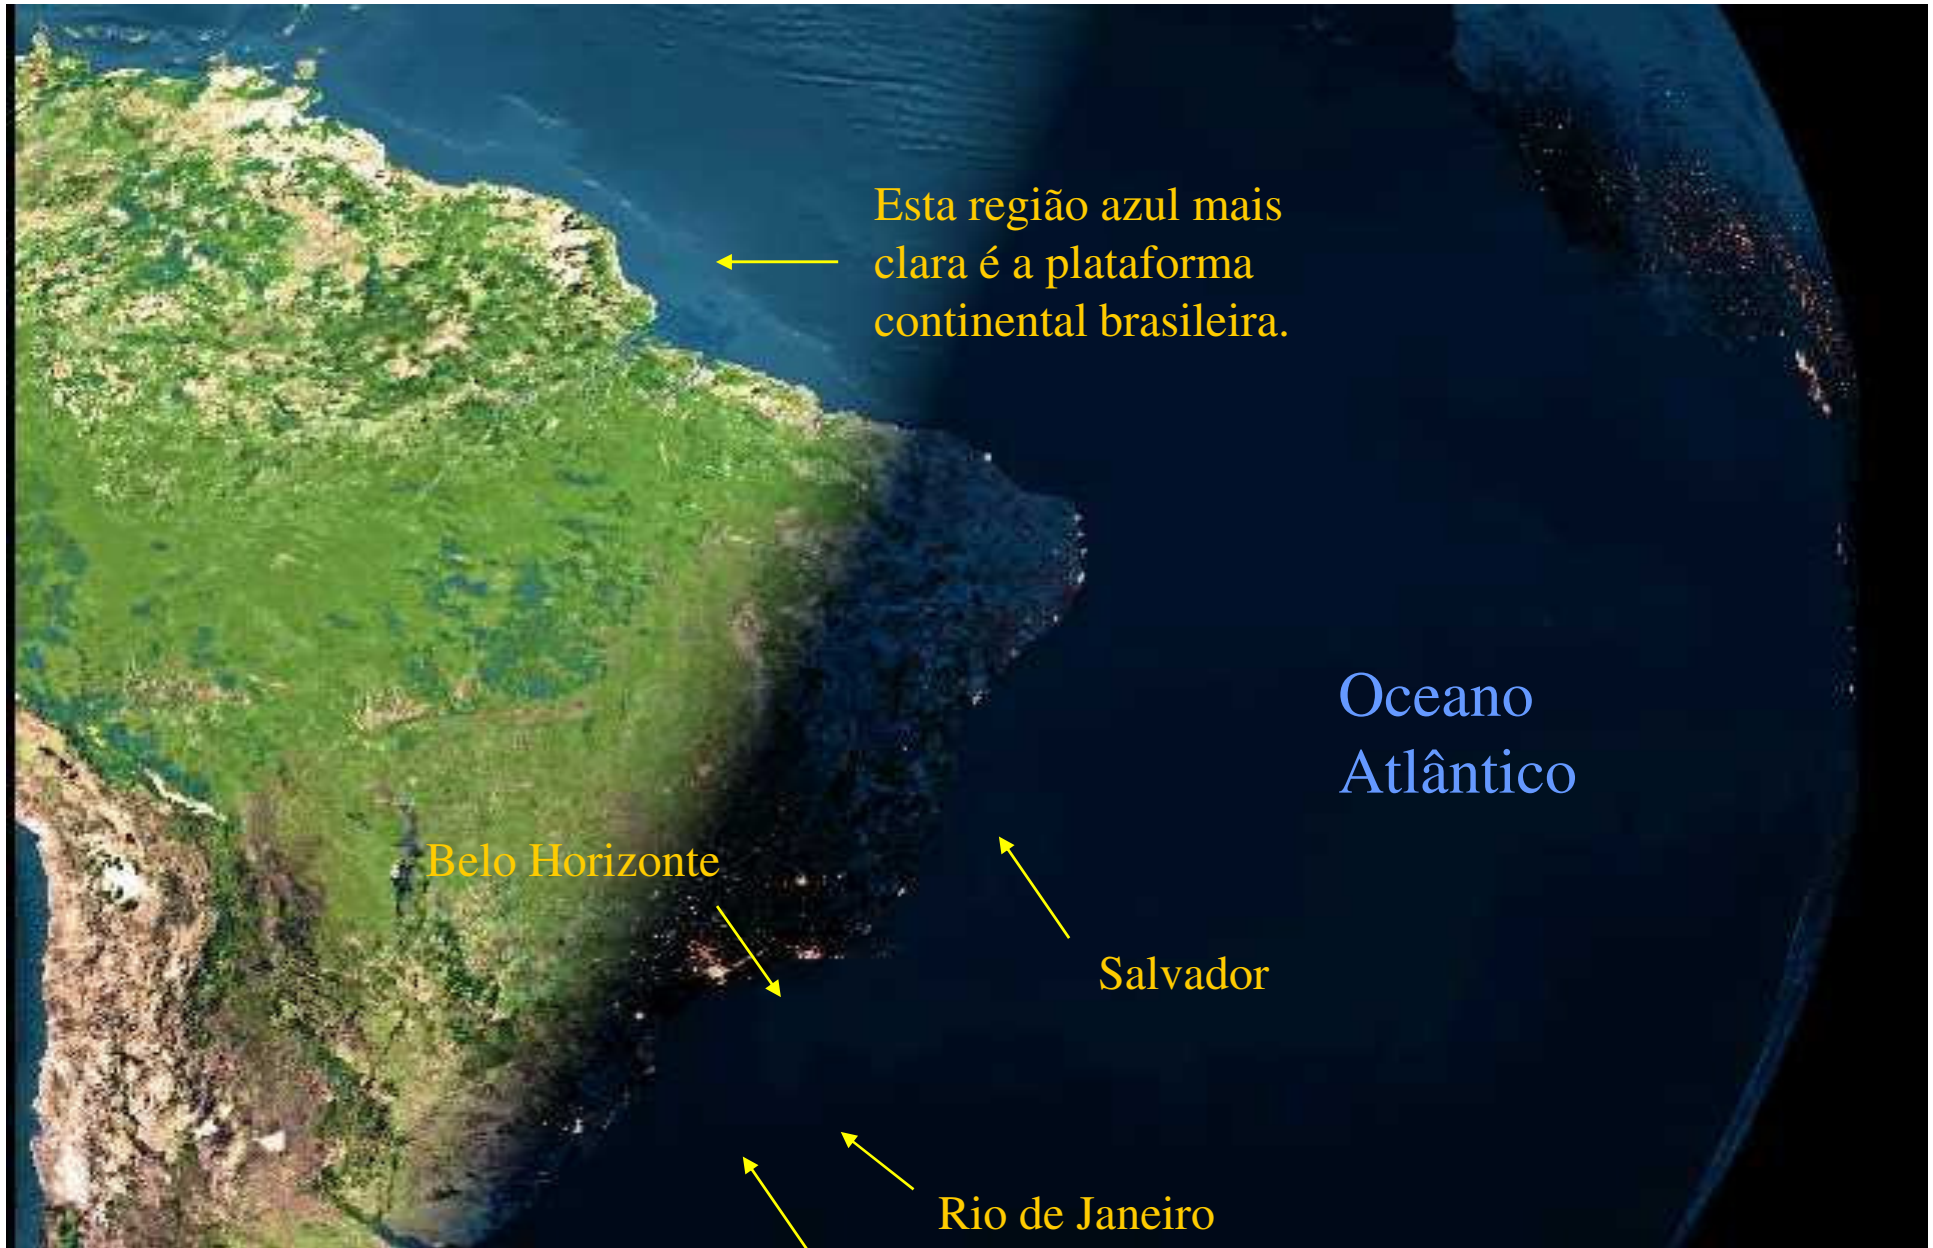 Esta região azul mais
clara é a plataforma
continental brasileira.
Oceano
Atlântico
Belo Horizonte
Salvador
Rio de Janeiro